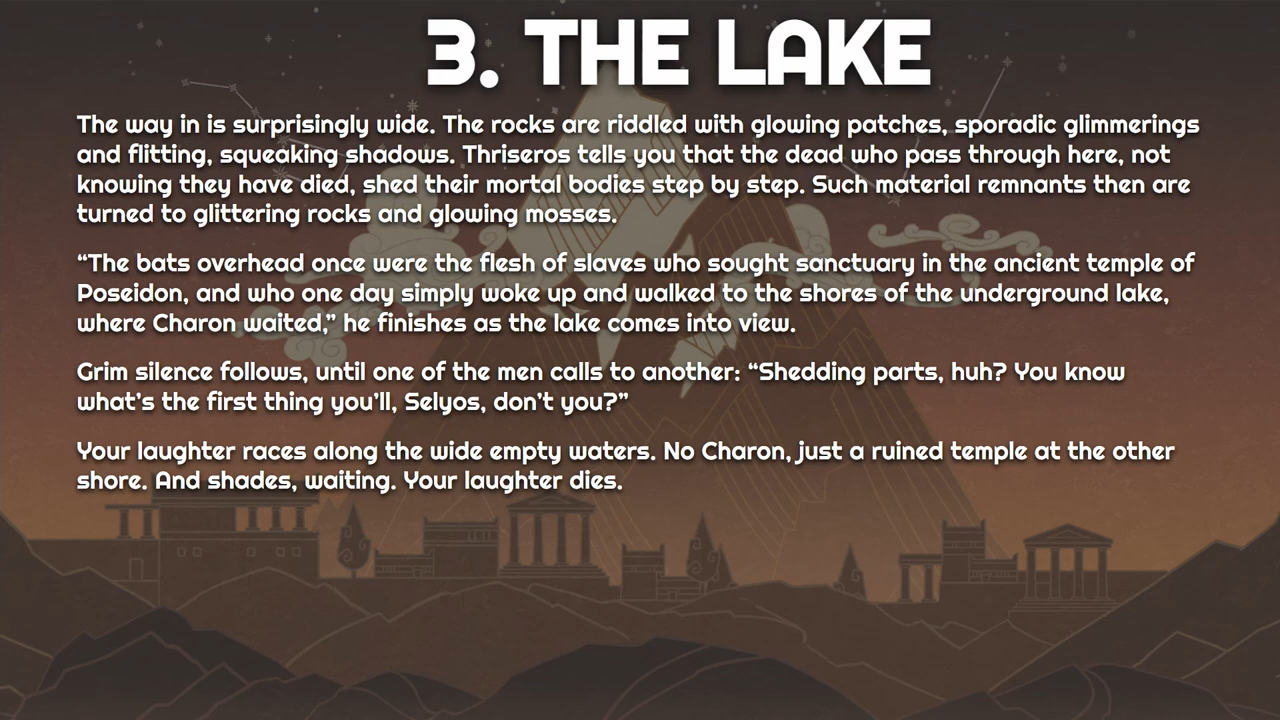 3. THE LAKE
The way in is surprisingly wide. The rocks are riddled with glowing patches, sporadic glimmerings
and flitting, squeaking shadows. Thriseros tells you that the dead who pass through here, not
knowing they have died, shed their mortal bodies step by step. Such material remnants then are
turned to glittering rocks and glowing mosses.
“The bats overhead once were the flesh of slaves who sought sanctuary in the ancient temple of
Poseidon, and who one day simply woke up and walked to the shores of the underground lake,
where Charon waited,” he finishes as the lake comes into view.
Grim silence follows, until one of the men calls to another: “Shedding parts, huh? You know
what’s the first thing you’ll, Selyos, don’t you?”
Your laughter races along the wide empty waters. No Charon, just a ruined temple at the other
shore. And shades, waiting. Your laughter dies.